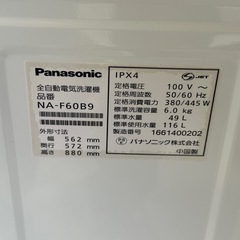 Panasonic
全自動電気洗濯機
品番
NA-F60B9
外形寸法
幅 562 mm
奥行 572 mm
高さ 880 mm
IPX4
JET
定格電圧 100 V ～
定格周波数 50/60 Hz
定格消費電力 380/445 W
標準洗濯容量 6.0 kg
標準水量 49 L
標準使用水量 116 L
製造番号 1661400202
パナソニック株式会社
中国製